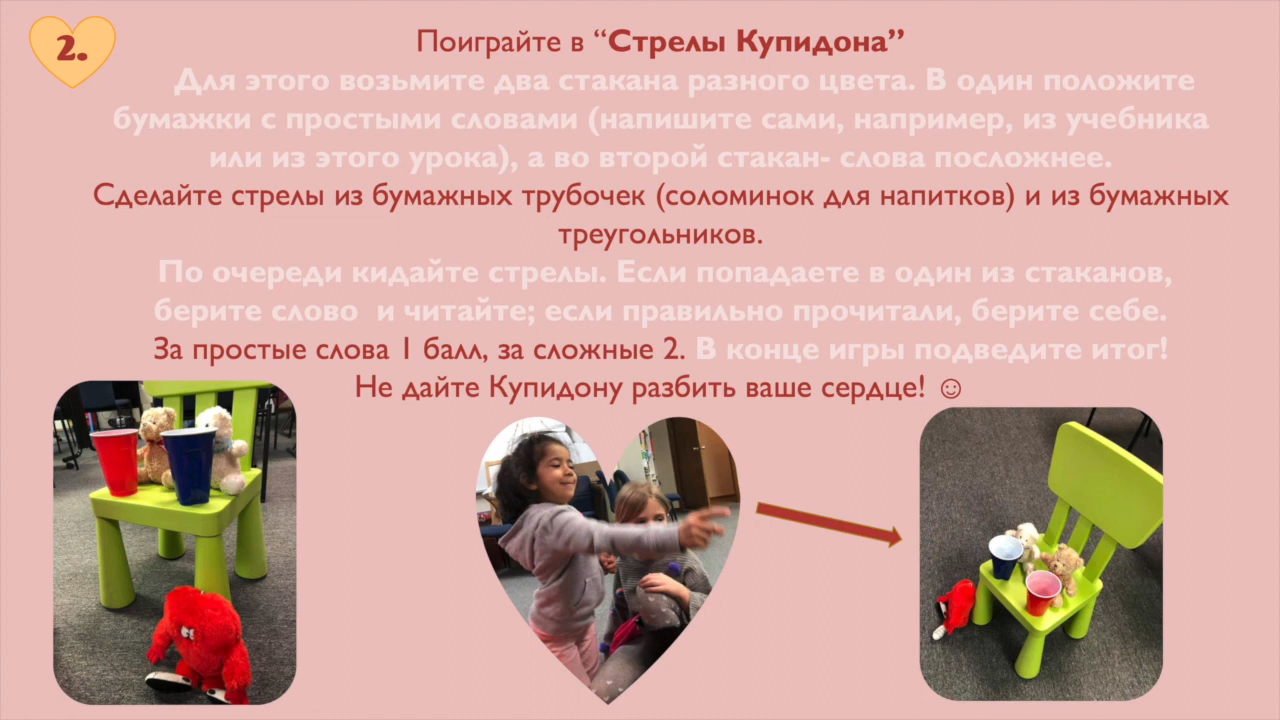 2.
Поиграйте в “Стрелы Купидона”
Для этого возьмите два стакана разного цвета. В один положите
бумажки с простыми словами (напишите сами, например, из учебника
или из этого урока), а во второй стакан- слова посложнее.
Сделайте стрелы из бумажных трубочек (соломинок для напитков) и из бумажных
треугольников.
По очереди кидайте стрелы. Если попадаете в один из стаканов,
берите слово  и читайте; если правильно прочитали, берите себе.
За простые слова 1 балл, за сложные 2. В конце игры подведите итог!
Не дайте Купидону разбить ваше сердце! ☺